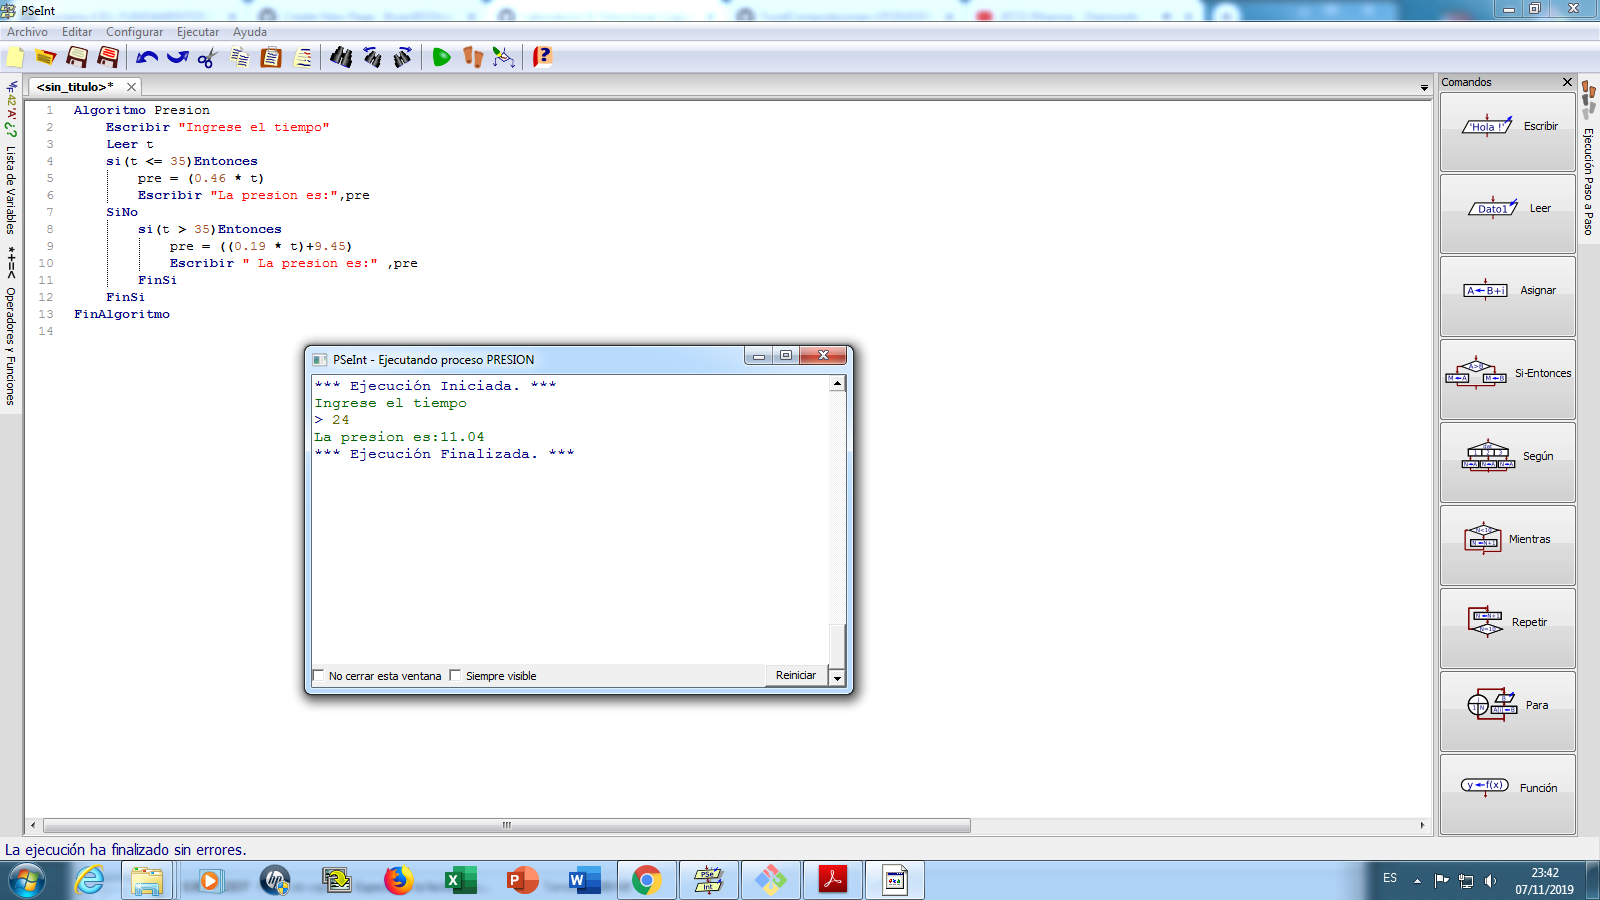 PSeInt
Archivo Editar Configurar Ejecutar Ayuda
<sin_titulo>*
1 Algoritmo Presion
2 Escribir "Ingrese el tiempo"
3 Leer t
4 si(t <= 35)Entonces
5 pre = (0.46 * t)
6 Escribir "La presion es:",pre
7 SiNo
8 si(t > 35)Entonces
9 pre = ((0.19 * t)+9.45)
10 Escribir " La presion es:" ,pre
11 FinSi
12 FinSi
13 FinAlgoritmo
14
Lista de Variables
*+=< Operadores y Funciones
PSeInt - Ejecutando proceso PRESION
*** Ejecución Iniciada. ***
Ingrese el tiempo
> 24
La presion es:11.04
*** Ejecución Finalizada. ***
No cerrar esta ventana
Siempre visible
Reiniciar
Comandos
'Hola !' Escribir
Dato1 Leer
A←B+i Asignar
A>B M←A M←B Si-Entonces
1 2 3 N←A N←A N←A Según
N<10 N←N+1 Mientras
N←N+1 N=10 Repetir
Para
y←f(x) Función
Ejecución Paso a Paso
La ejecución ha finalizado sin errores.
ES
23:42
07/11/2019